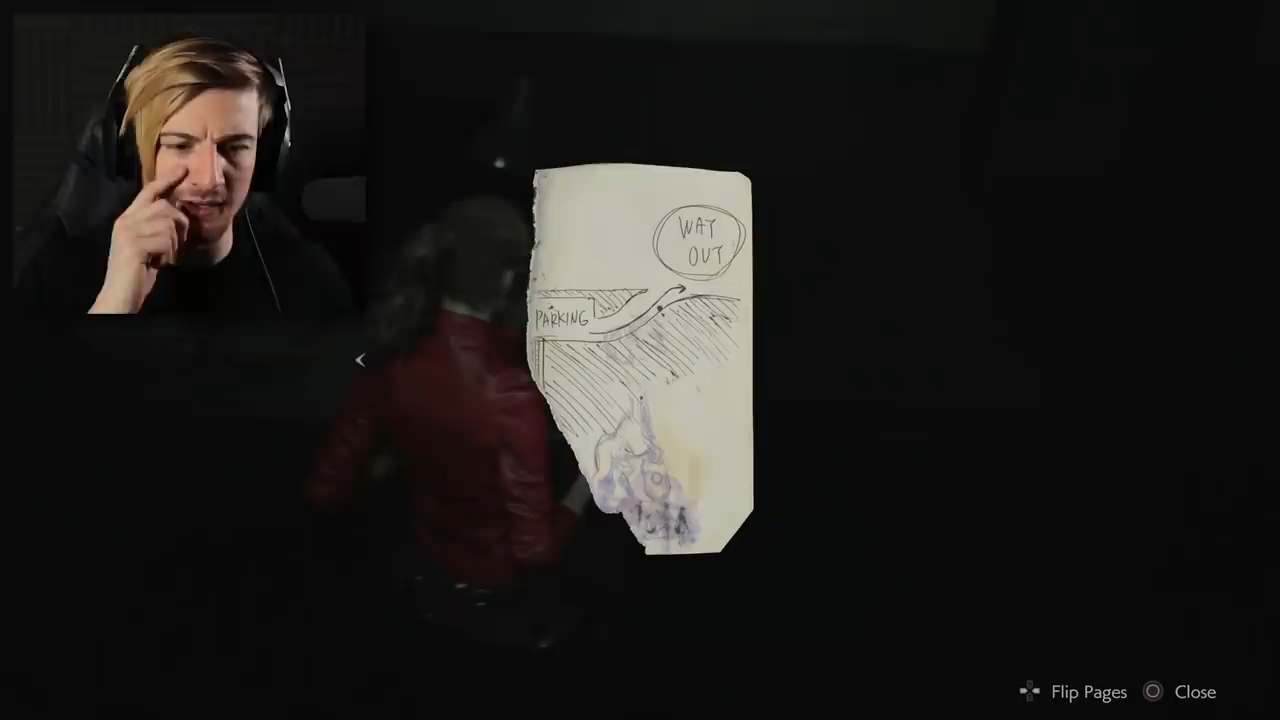 WAY
OUT
PARKING
Flip Pages
Close